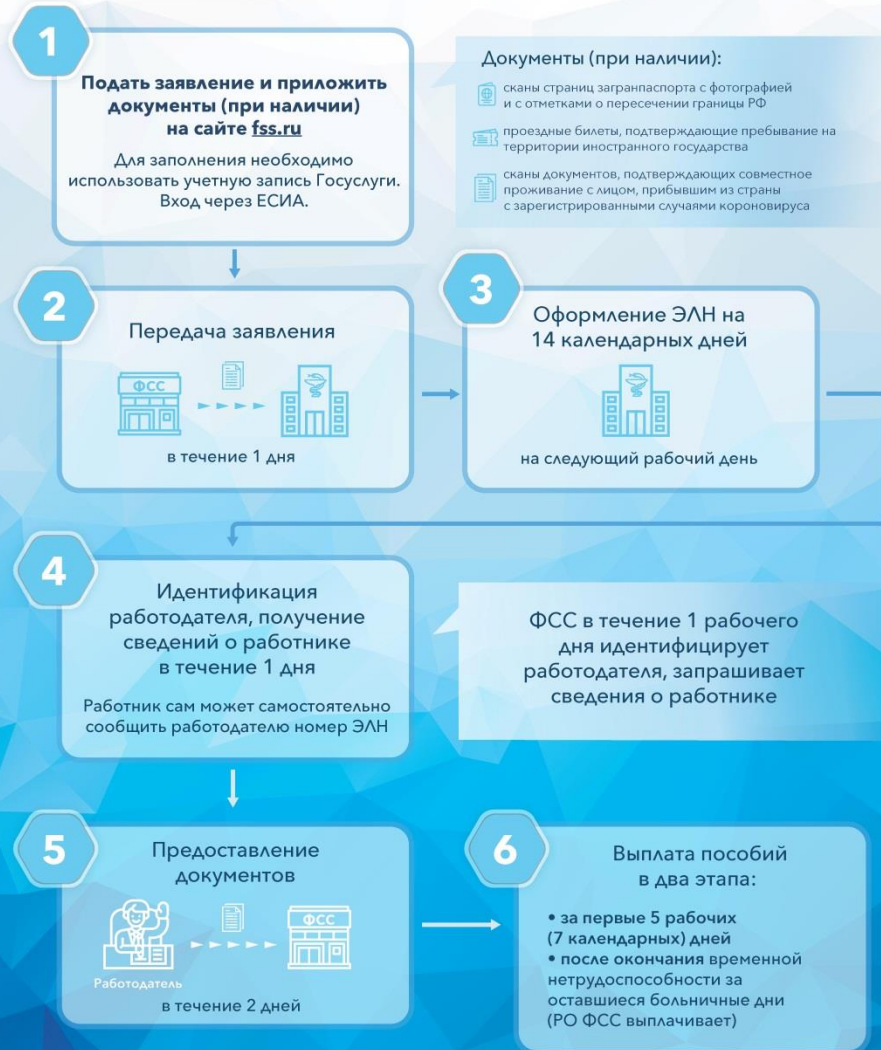 1
Подать заявление и приложить
документы (при наличии)
на сайте fss.ru
Для заполнения необходимо
использовать учетную запись Госуслуги.
Вход через ЕСИА.
Документы (при наличии):
сканы страниц загранпаспорта с фотографией
и с отметками о пересечении границы РФ
проездные билеты, подтверждающие пребывание на
территории иностранного государства
сканы документов, подтверждающих совместное
проживание с лицом, прибывшим из страны
с зарегистрированными случаями короновируса
2
Передача заявления
ФСС
в течение 1 дня
3
Оформление ЭЛН на
14 календарных дней
на следующий рабочий день
4
Идентификация
работодателя, получение
сведений о работнике
в течение 1 дня
Работник сам может самостоятельно
сообщить работодателю номер ЭЛН
ФСС в течение 1 рабочего
дня идентифицирует
работодателя, запрашивает
сведения о работнике
5
Предоставление
документов
ФСС
Работодатель
в течение 2 дней
6
Выплата пособий
в два этапа:
• за первые 5 рабочих
(7 календарных) дней
• после окончания временной
нетрудоспособности за
оставшиеся больничные дни
(РО ФСС выплачивает)